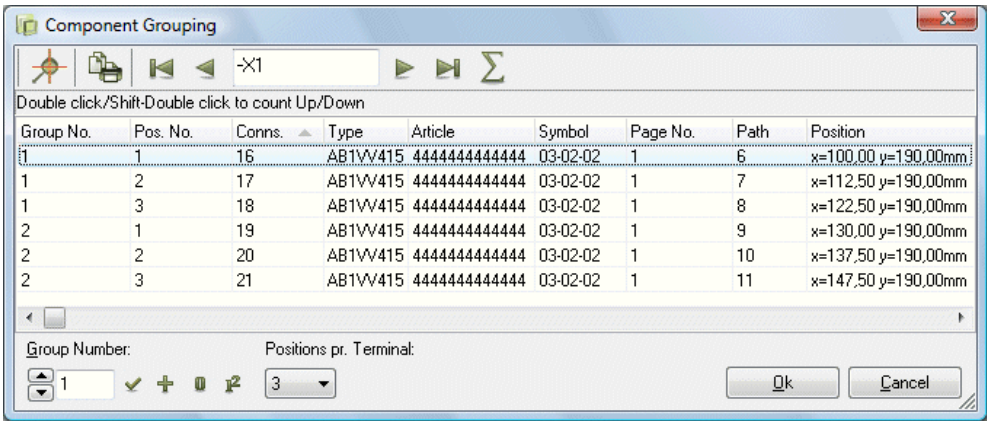 Component Grouping
-X1
Double click/Shift-Double click to count Up/Down
Group No. Pos. No. Conns. Type Article Symbol Page No. Path Position
1 1 16 AB1VV415 4444444444444 03-02-02 1 6 x=100,00 y=190,00mm
1 2 17 AB1VV415 4444444444444 03-02-02 1 7 x=112,50 y=190,00mm
1 3 18 AB1VV415 4444444444444 03-02-02 1 8 x=122,50 y=190,00mm
2 1 19 AB1VV415 4444444444444 03-02-02 1 9 x=130,00 y=190,00mm
2 2 20 AB1VV415 4444444444444 03-02-02 1 10 x=137,50 y=190,00mm
2 3 21 AB1VV415 4444444444444 03-02-02 1 11 x=147,50 y=190,00mm
Group Number: Positions pr. Terminal:
1 3 Ok Cancel